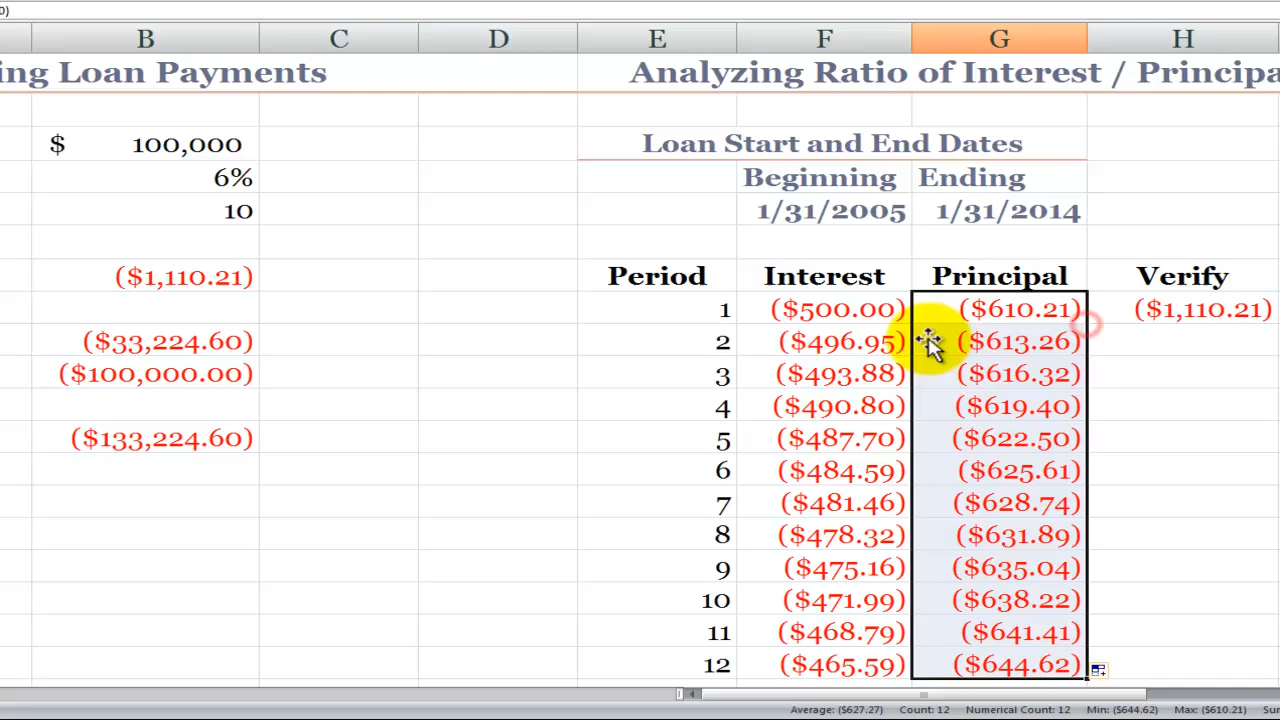 0)
B C D E F G H
ing Loan Payments Analyzing Ratio of Interest / Principa
$ 100,000 Loan Start and End Dates
6% Beginning Ending
10 1/31/2005 1/31/2014
($1,110.21) Period Interest Principal Verify
1 ($500.00) ($610.21) ($1,110.21)
($33,224.60) 2 ($496.95) ($613.26)
($100,000.00) 3 ($493.88) ($616.32)
4 ($490.80) ($619.40)
($133,224.60) 5 ($487.70) ($622.50)
6 ($484.59) ($625.61)
7 ($481.46) ($628.74)
8 ($478.32) ($631.89)
9 ($475.16) ($635.04)
10 ($471.99) ($638.22)
11 ($468.79) ($641.41)
12 ($465.59) ($644.62)
Average: ($627.27) Count: 12 Numerical Count: 12 Min: ($644.62) Max: ($610.21) Sur